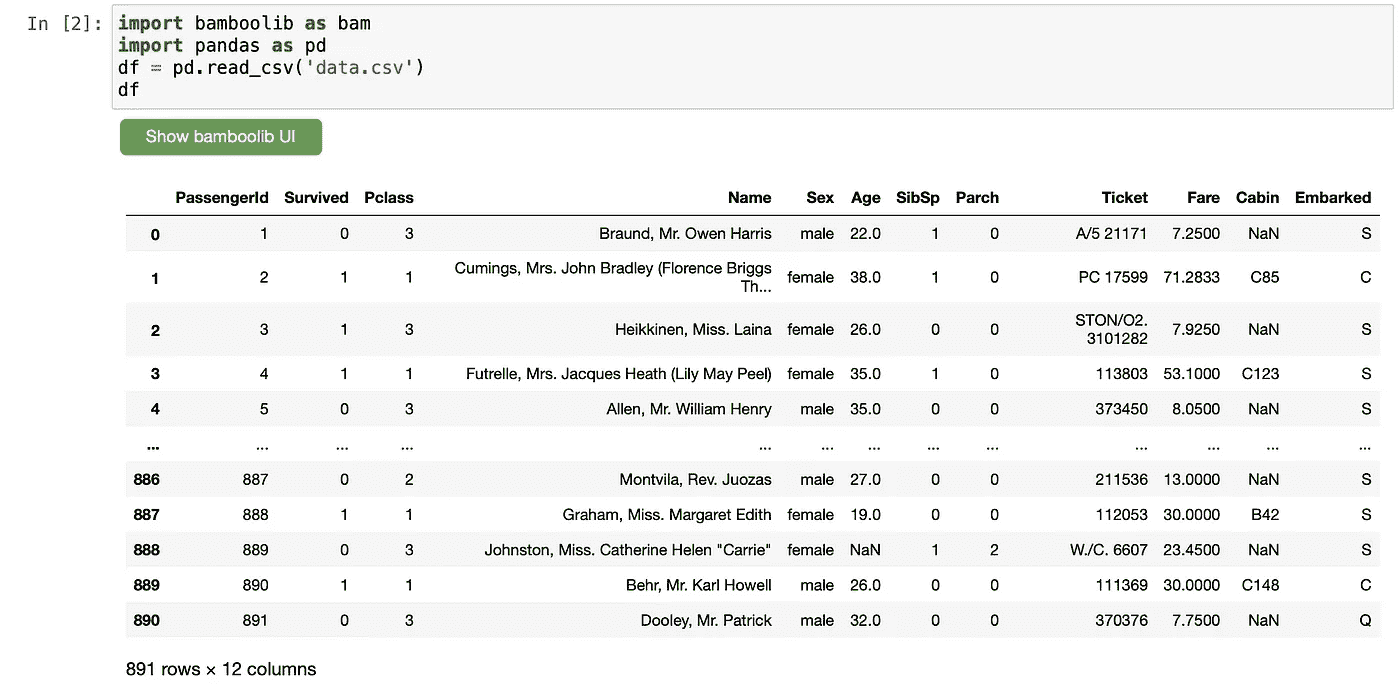 In [2]: import bamboolib as bam
import pandas as pd
df = pd.read_csv('data.csv')
df
Show bamboolib UI
PassengerId Survived Pclass Name Sex Age SibSp Parch Ticket Fare Cabin Embarked
0 1 0 3 Braund, Mr. Owen Harris male 22.0 1 0 A/5 21171 7.2500 NaN S
1 2 1 1 Cumings, Mrs. John Bradley (Florence Briggs
Th... female 38.0 1 0 PC 17599 71.2833 C85 C
2 3 1 3 Heikkinen, Miss. Laina female 26.0 0 0 STON/O2.
3101282 7.9250 NaN S
3 4 1 1 Futrelle, Mrs. Jacques Heath (Lily May Peel) female 35.0 1 0 113803 53.1000 C123 S
4 5 0 3 Allen, Mr. William Henry male 35.0 0 0 373450 8.0500 NaN S
... ... ... ... ... ... ... ... ... ... ... ... ...
886 887 0 2 Montvila, Rev. Juozas male 27.0 0 0 211536 13.0000 NaN S
887 888 1 1 Graham, Miss. Margaret Edith female 19.0 0 0 112053 30.0000 B42 S
888 889 0 3 Johnston, Miss. Catherine Helen "Carrie" female NaN 1 2 W./C. 6607 23.4500 NaN S
889 890 1 1 Behr, Mr. Karl Howell male 26.0 0 0 111369 30.0000 C148 C
890 891 0 3 Dooley, Mr. Patrick male 32.0 0 0 370376 7.7500 NaN Q
891 rows × 12 columns